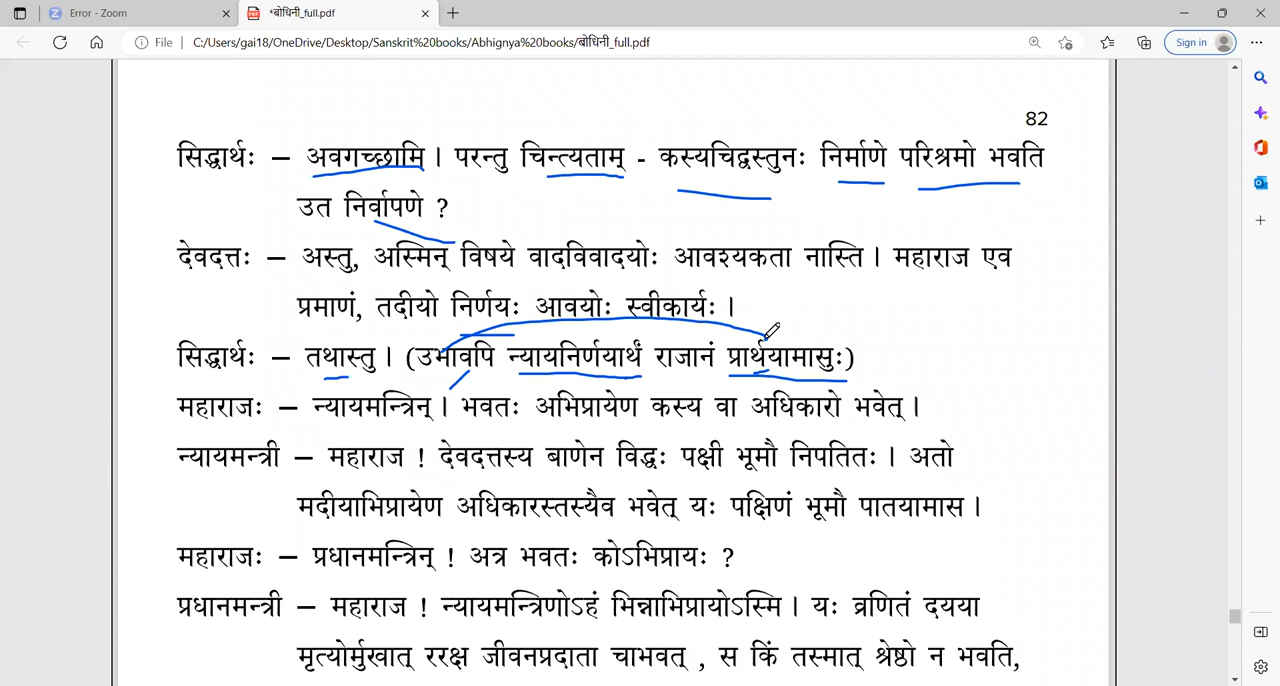 Error - Zoom
*बोधिनी_full.pdf
File
C:/Users/gai18/OneDrive/Desktop/Sanskrit%20books/Abhignya%20books/बोधिनी_full.pdf
Sign in
82
सिद्धार्थः – अवगच्छामि । परन्तु चिन्त्यताम् - कस्यचिद्वस्तुनः निर्माणे परिश्रमो भवति
उत निर्वापणे ?
देवदत्तः – अस्तु, अस्मिन् विषये वादविवादयोः आवश्यकता नास्ति । महाराज एव
प्रमाणं, तदीयो निर्णयः आवयोः स्वीकार्यः ।
सिद्धार्थः – तथास्तु । (उभावपि न्यायनिर्णयार्थं राजानं प्रार्थयामासुः)
महाराजः – न्यायमन्त्रिन् । भवतः अभिप्रायेण कस्य वा अधिकारो भवेत् ।
न्यायमन्त्री – महाराज ! देवदत्तस्य बाणेन विद्धः पक्षी भूमौ निपतितः । अतो
मदीयाभिप्रायेण अधिकारस्तस्यैव भवेत् यः पक्षिणं भूमौ पातयामास ।
महाराजः – प्रधानमन्त्रिन् ! अत्र भवतः कोऽभिप्रायः ?
प्रधानमन्त्री – महाराज ! न्यायमन्त्रिणोऽहं भिन्नाभिप्रायोऽस्मि । यः व्रणितं दयया
मृत्योर्मुखात् ररक्ष जीवनप्रदाता चाभवत् , स किं तस्मात् श्रेष्ठो न भवति,